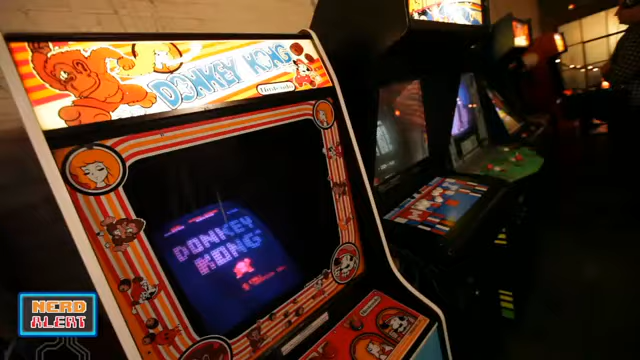 DONKEY KONG
Nintendo
DONKEY
KONG
NERD
ALERT